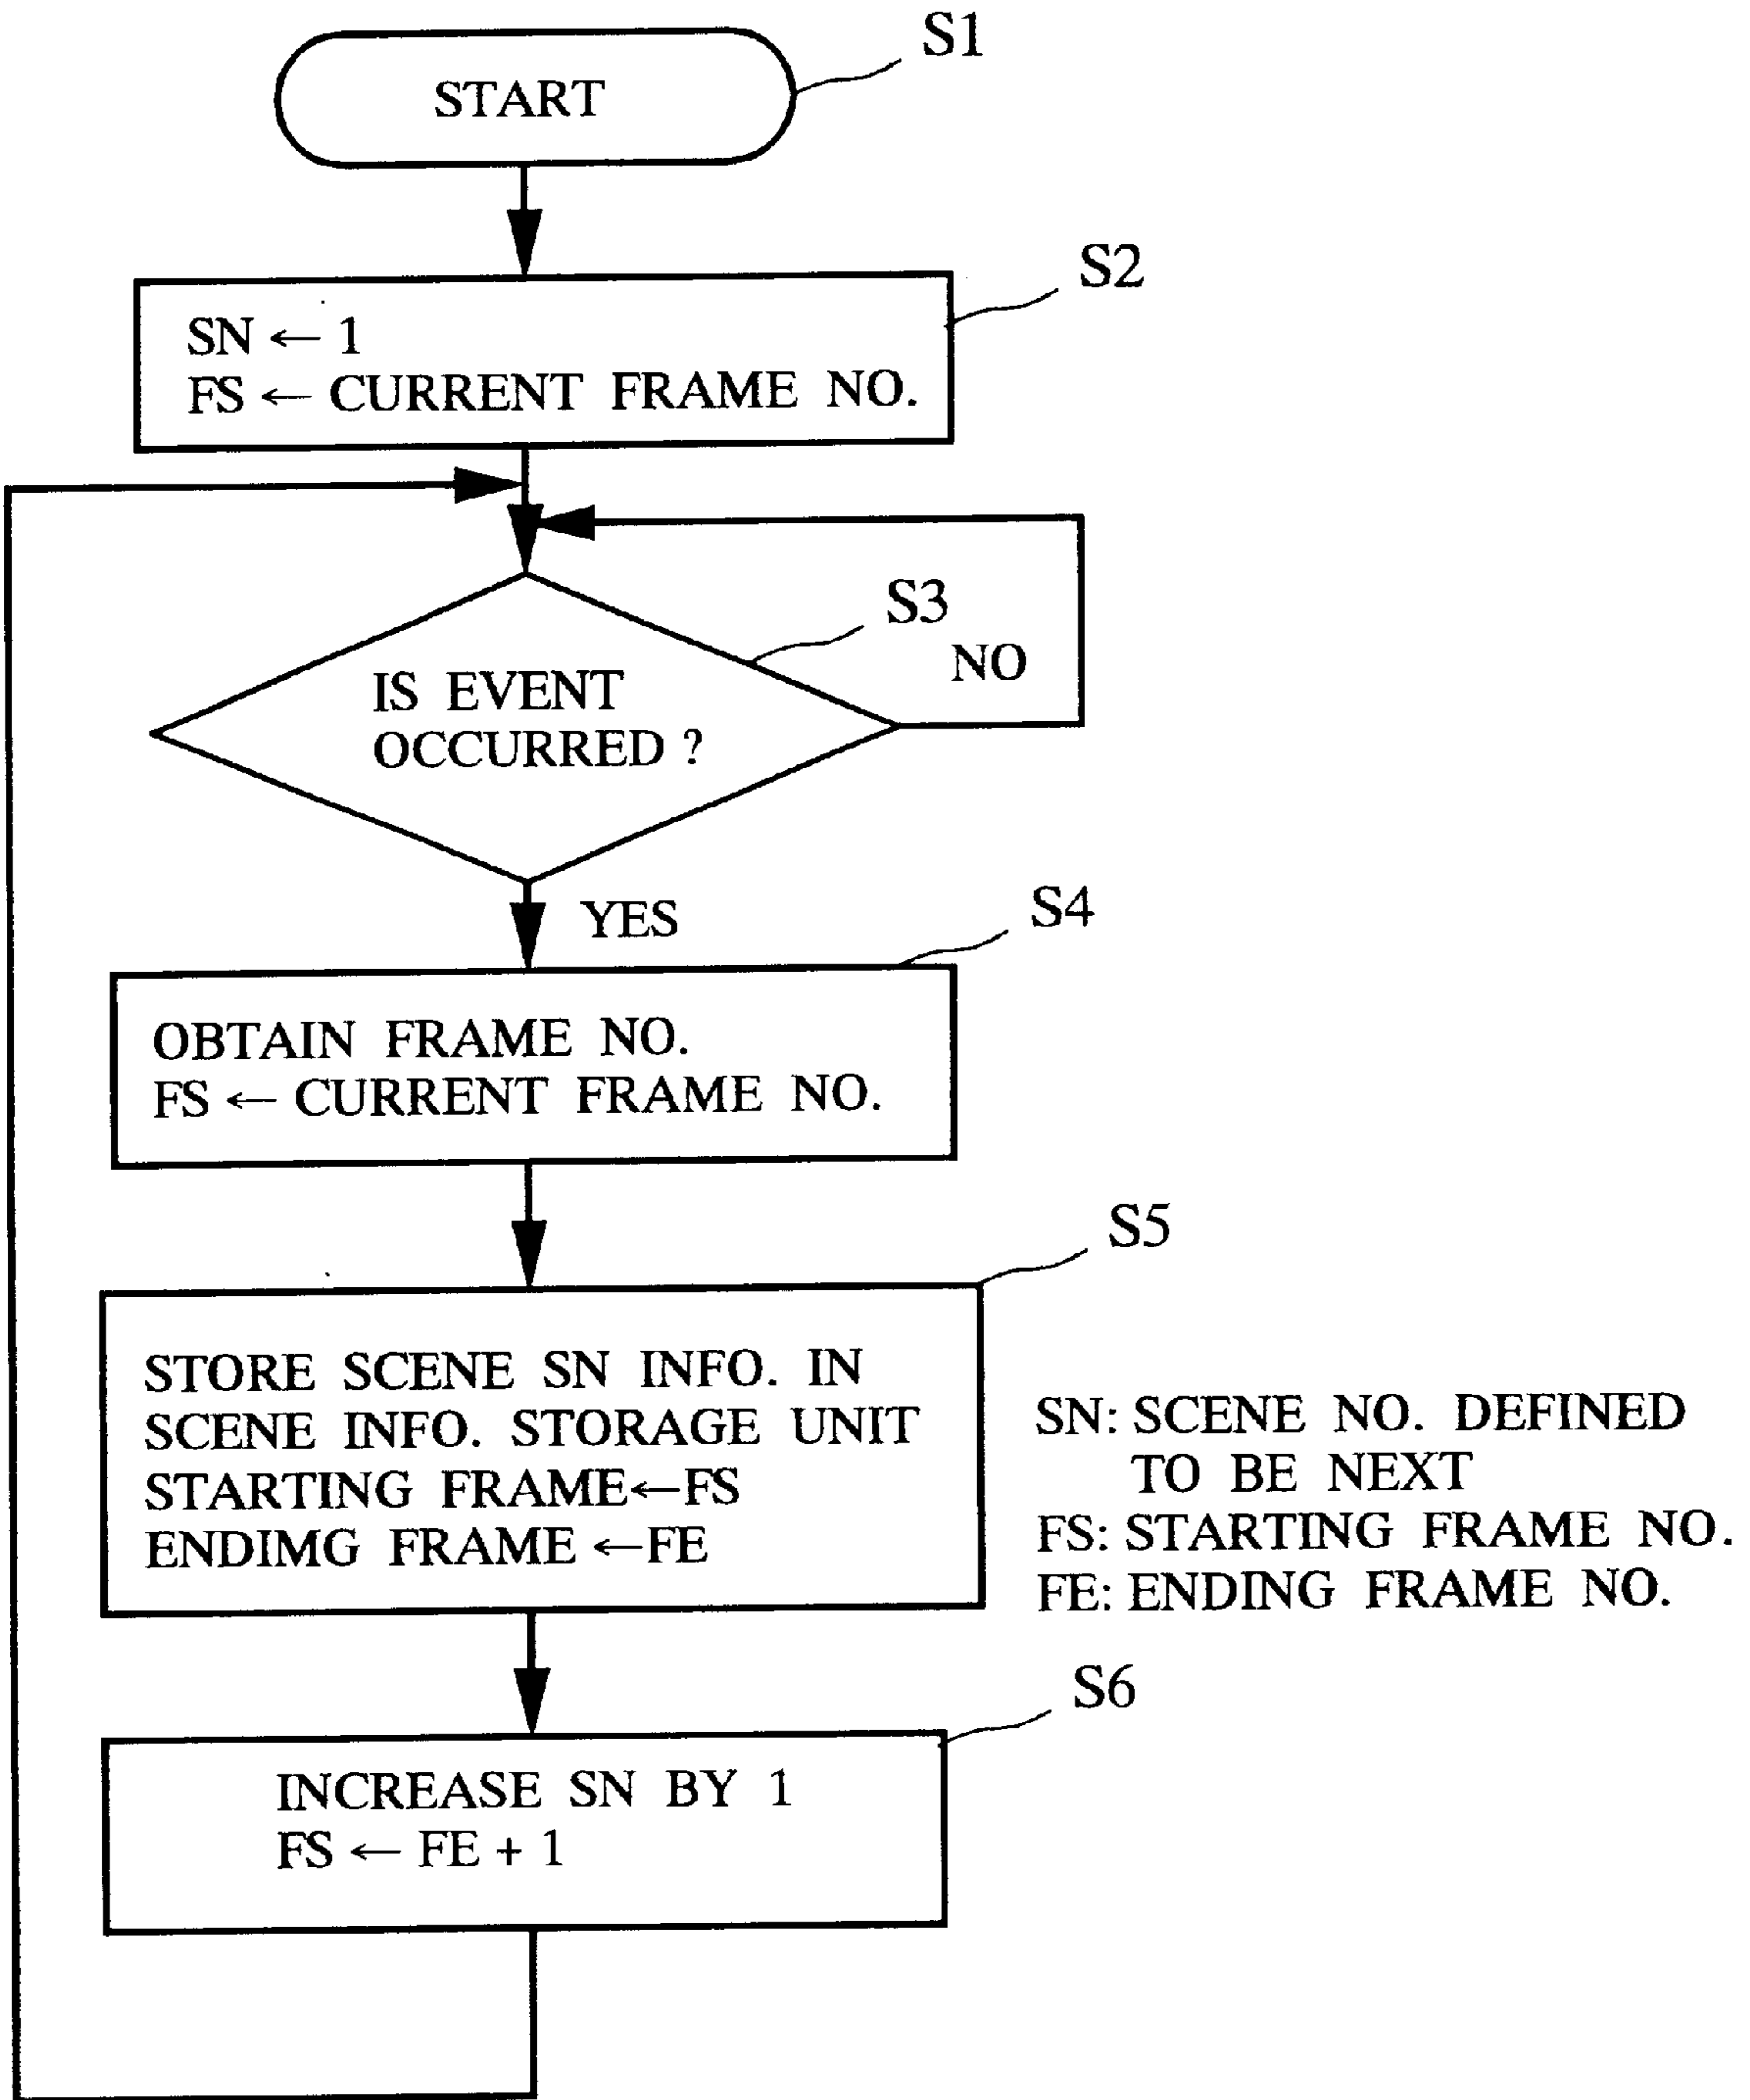 S1
START
S2
SN ← 1
FS ← CURRENT FRAME NO.
S3
NO
IS EVENT
OCCURRED ?
YES
S4
OBTAIN FRAME NO.
FS ← CURRENT FRAME NO.
S5
STORE SCENE SN INFO. IN
SCENE INFO. STORAGE UNIT
STARTING FRAME←FS
ENDIMG FRAME ←FE
SN: SCENE NO. DEFINED
TO BE NEXT
FS: STARTING FRAME NO.
FE: ENDING FRAME NO.
S6
INCREASE SN BY 1
FS ← FE + 1